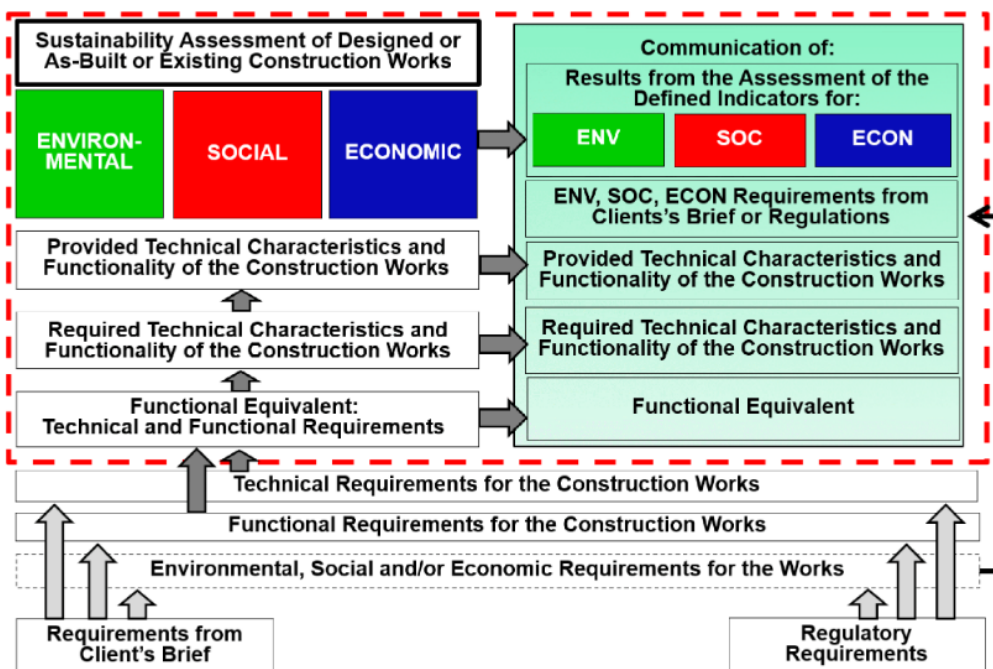 Sustainability Assessment of Designed or
As-Built or Existing Construction Works
ENVIRON-
MENTAL
SOCIAL
ECONOMIC
Provided Technical Characteristics and
Functionality of the Construction Works
Required Technical Characteristics and
Functionality of the Construction Works
Functional Equivalent:
Technical and Functional Requirements
Communication of:
Results from the Assessment of the
Defined Indicators for:
ENV
SOC
ECON
ENV, SOC, ECON Requirements from
Clients's Brief or Regulations
Provided Technical Characteristics and
Functionality of the Construction Works
Required Technical Characteristics and
Functionality of the Construction Works
Functional Equivalent
Technical Requirements for the Construction Works
Functional Requirements for the Construction Works
Environmental, Social and/or Economic Requirements for the Works
Requirements from
Client's Brief
Regulatory
Requirements